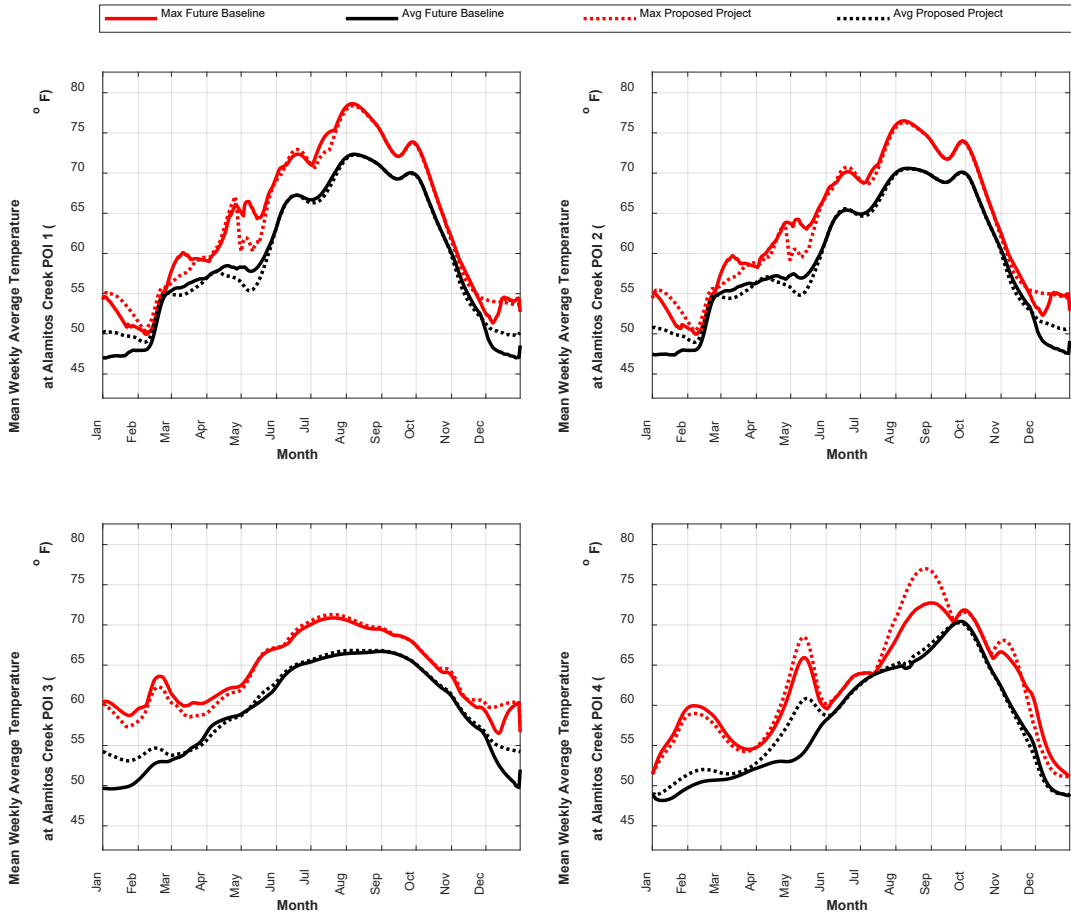 Max Future Baseline
Avg Future Baseline
Max Proposed Project
Avg Proposed Project
Mean Weekly Average Temperature
at Alamitos Creek POI 1 (
o F)
80
75
70
65
60
55
50
45
Jan
Feb
Mar
Apr
May
Jun
Jul
Aug
Sep
Oct
Nov
Dec
Month
Mean Weekly Average Temperature
at Alamitos Creek POI 2 (
o F)
80
75
70
65
60
55
50
45
Jan
Feb
Mar
Apr
May
Jun
Jul
Aug
Sep
Oct
Nov
Dec
Month
Mean Weekly Average Temperature
at Alamitos Creek POI 3 (
o F)
80
75
70
65
60
55
50
45
Jan
Feb
Mar
Apr
May
Jun
Jul
Aug
Sep
Oct
Nov
Dec
Month
Mean Weekly Average Temperature
at Alamitos Creek POI 4 (
o F)
80
75
70
65
60
55
50
45
Jan
Feb
Mar
Apr
May
Jun
Jul
Aug
Sep
Oct
Nov
Dec
Month